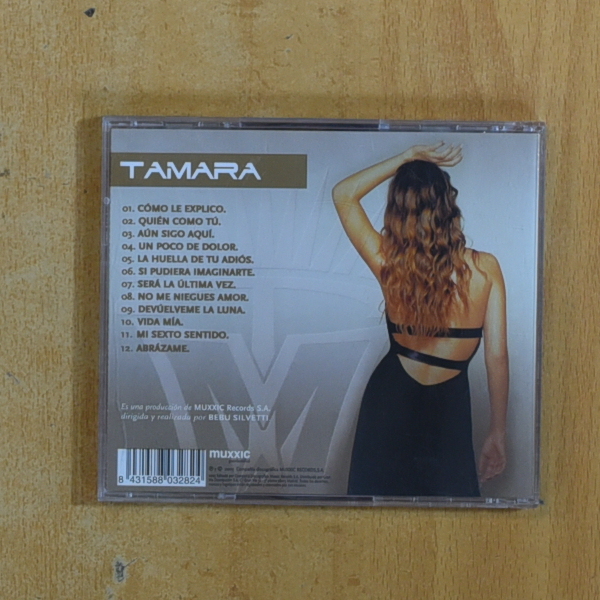 TAMARA
01. CÓMO LE EXPLICO.
02. QUIÉN COMO TÚ.
03. AÚN SIGO AQUÍ.
04. UN POCO DE DOLOR.
05. LA HUELLA DE TU ADIÓS.
06. SI PUDIERA IMAGINARTE.
07. SERÁ LA ÚLTIMA VEZ.
08. NO ME NIEGUES AMOR.
09. DEVUÉLVEME LA LUNA.
10. VIDA MÍA.
11. MI SEXTO SENTIDO.
12. ABRÁZAME.
Es una producción de MUXXIC Records S.A.
dirigido y realizado por BEBU SILVETTI
muxxic
8 431588 032824